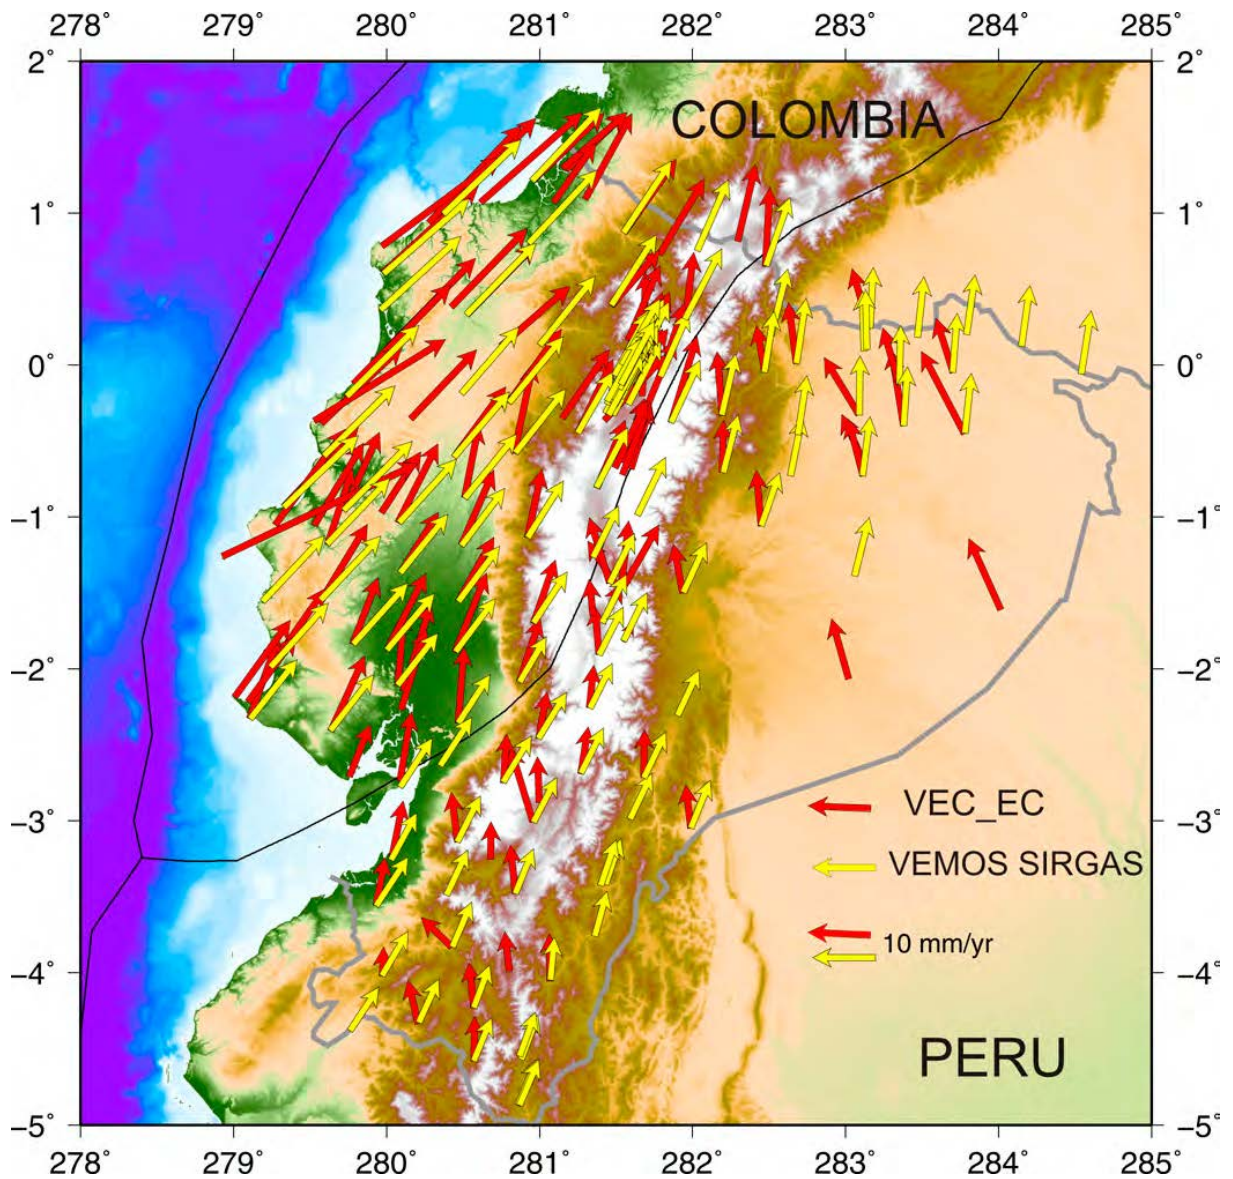 278° 279° 280° 281° 282° 283° 284° 285°
2° 2°
COLOMBIA
1° 1°
0° 0°
−1° −1°
−2° −2°
VEC_EC
−3° −3°
VEMOS SIRGAS
10 mm/yr
−4° −4°
PERU
−5° −5°
278° 279° 280° 281° 282° 283° 284° 285°